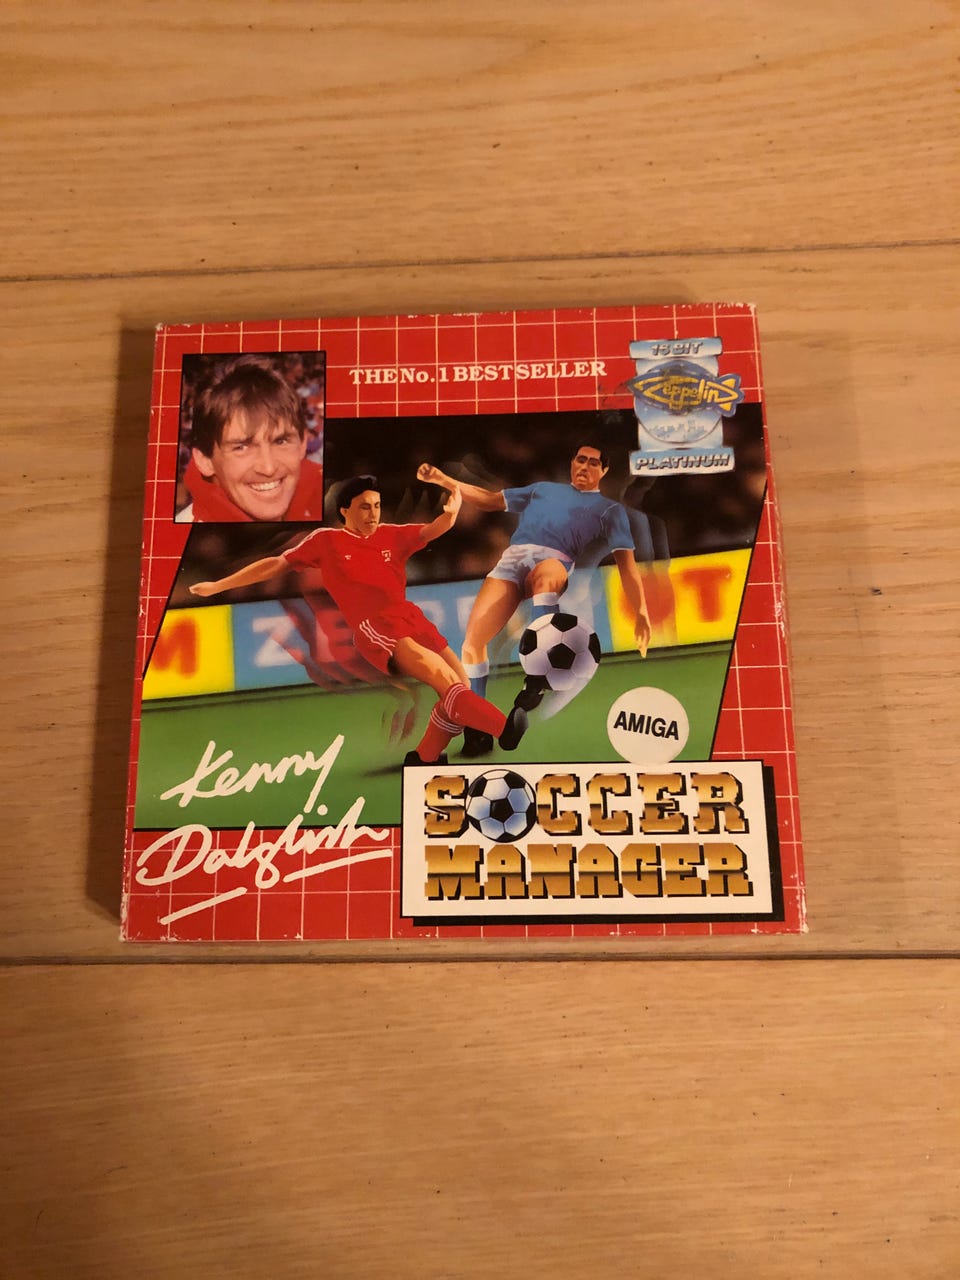 THE No.1 BESTSELLER
16 BIT
Zeppelin
PLATINUM
AMIGA
Kenny
Dalglish
SOCCER
MANAGER